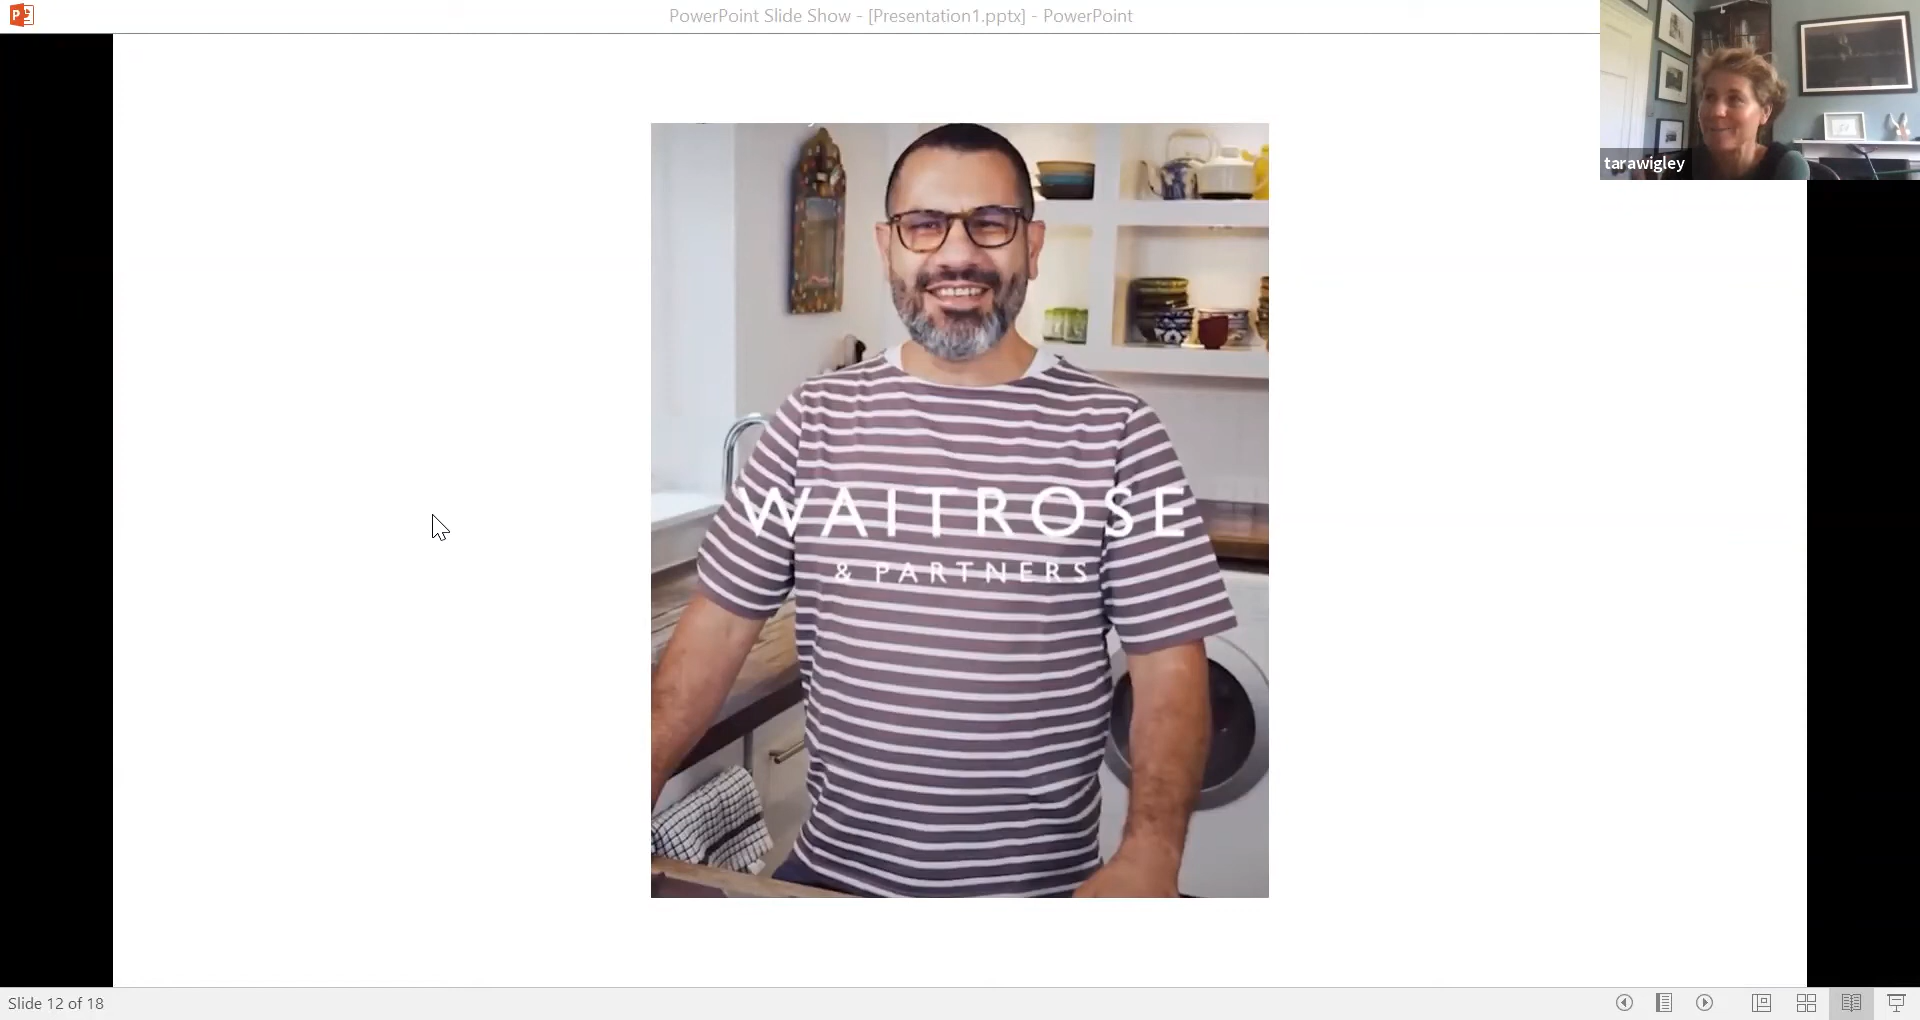 PowerPoint Slide Show - [Presentation1.pptx] - PowerPoint
tarawigley
WAITROSE
& PARTNERS
Slide 12 of 18